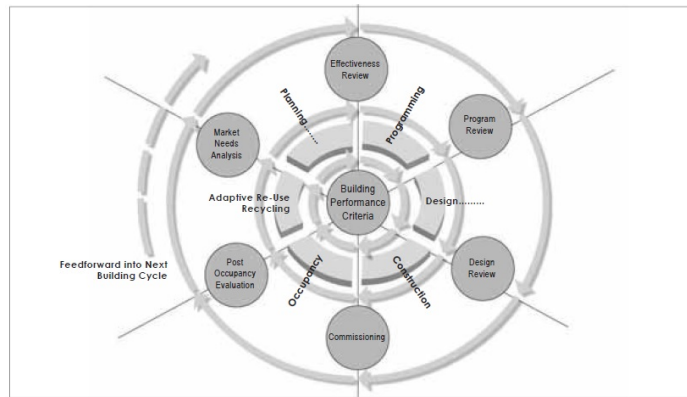 Effectiveness
Review
Planning........
Programming
Market
Needs
Analysis
Program
Review
Building
Performance
Criteria
Adaptive Re-Use
Recycling
Design.........
Feedforward into Next
Building Cycle
Post
Occupancy
Evaluation
Occupancy
Construction
Design
Review
Commissioning